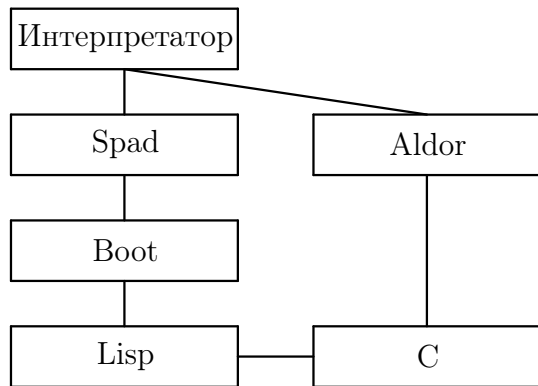 Интерпретатор
Spad
Aldor
Boot
Lisp
C